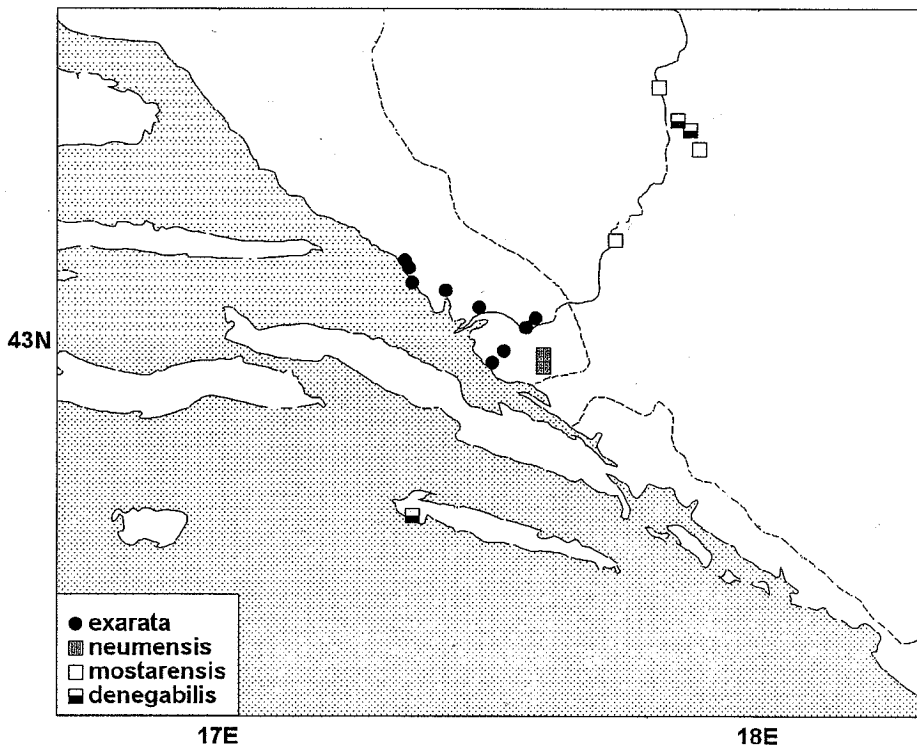 43N
exarata
neumensis
mostarensis
denegabilis
17E 18E